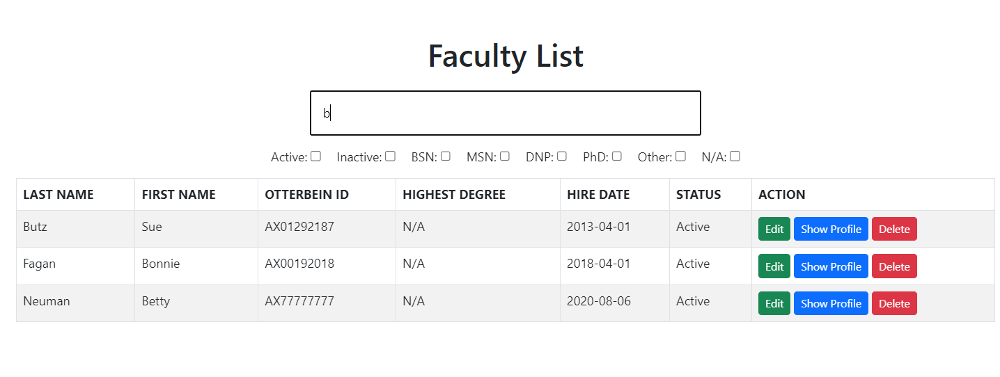 Faculty List
b
Active: Inactive: BSN: MSN: DNP: PhD: Other: N/A:
LAST NAME FIRST NAME OTTERBEIN ID HIGHEST DEGREE HIRE DATE STATUS ACTION
Butz Sue AX01292187 N/A 2013-04-01 Active Edit Show Profile Delete
Fagan Bonnie AX00192018 N/A 2018-04-01 Active Edit Show Profile Delete
Neuman Betty AX77777777 N/A 2020-08-06 Active Edit Show Profile Delete